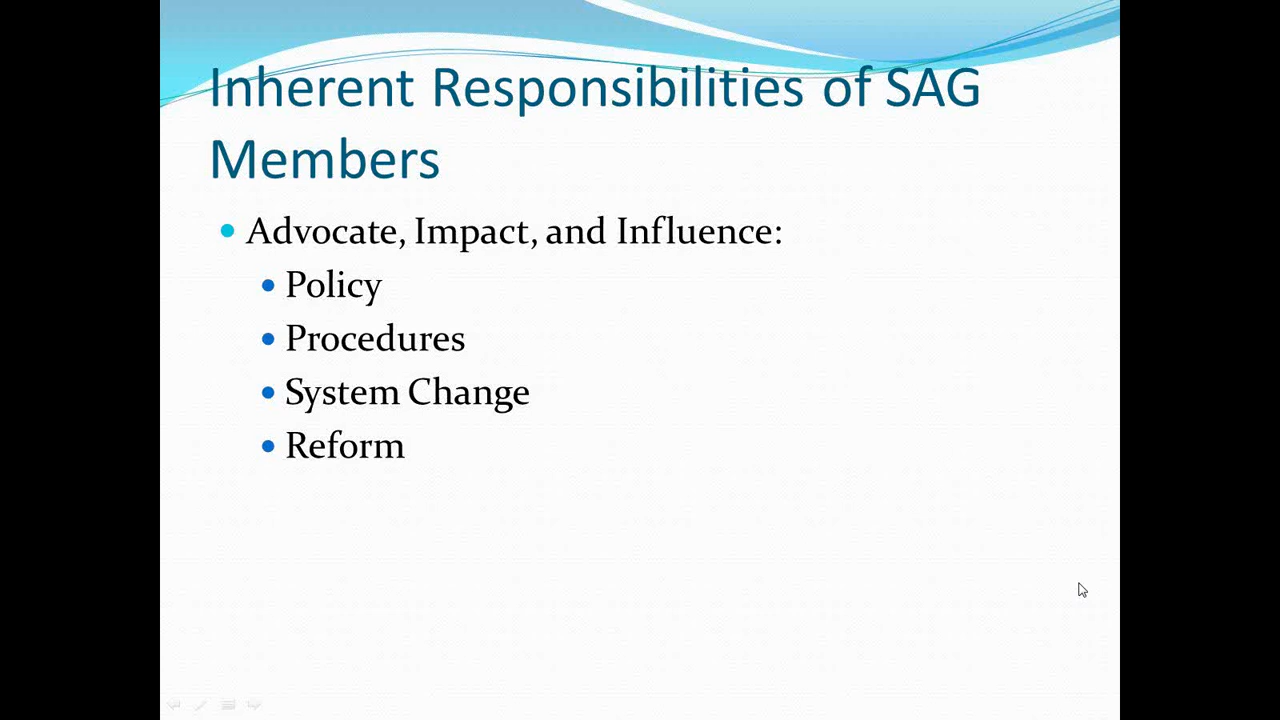 Inherent Responsibilities of SAG
Members
Advocate, Impact, and Influence:
Policy
Procedures
System Change
Reform